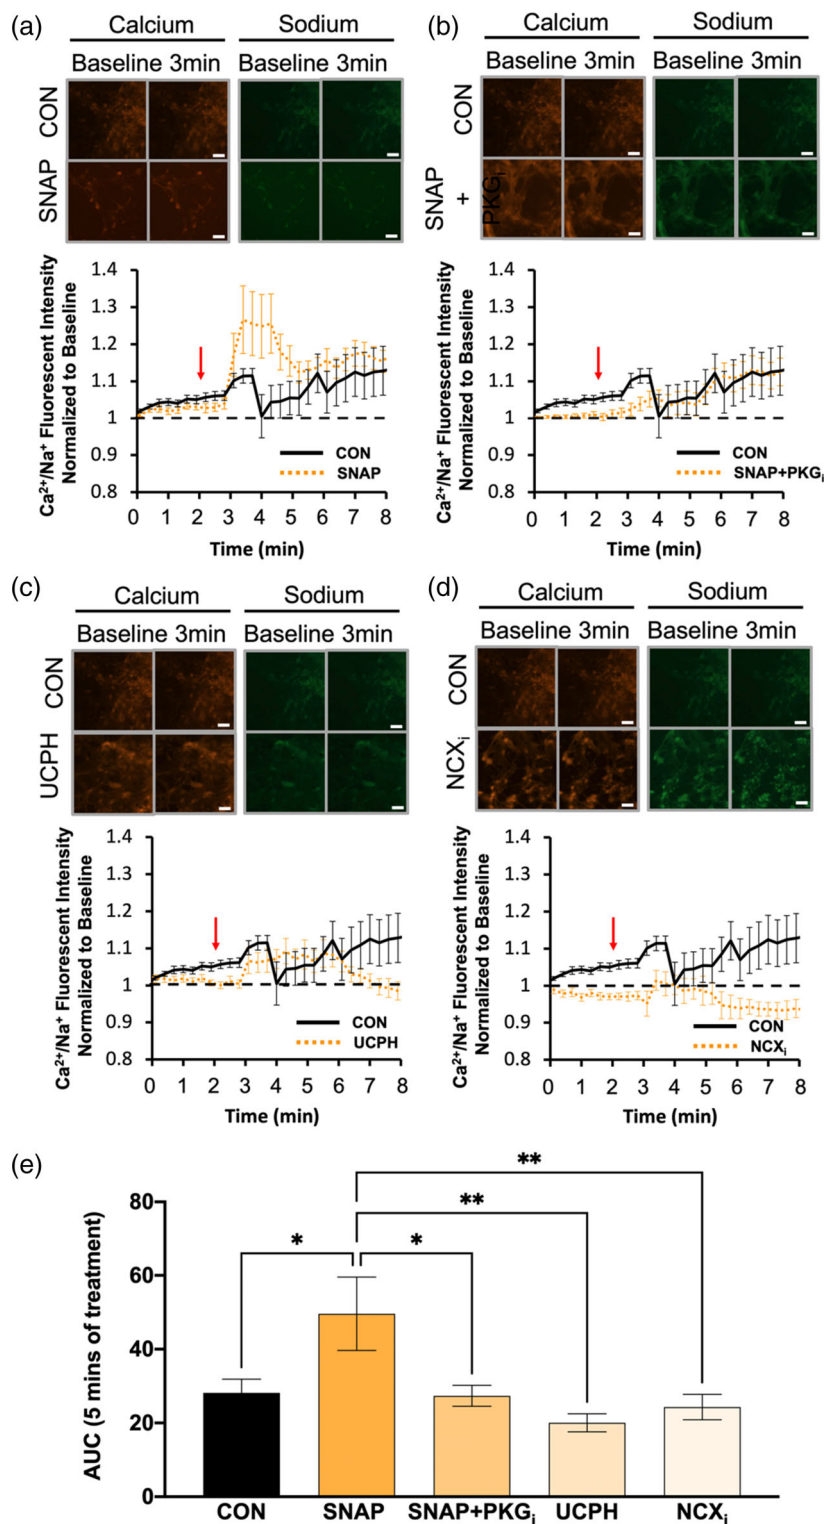 (a)
Calcium Sodium
Baseline 3min Baseline 3min
CON
SNAP
Ca²⁺/Na⁺ Fluorescent Intensity
Normalized to Baseline
1.4
1.3
1.2
1.1
1
0.9
0.8
CON
SNAP
0 1 2 3 4 5 6 7 8
Time (min)
(b)
Calcium Sodium
Baseline 3min Baseline 3min
CON
SNAP
+
PKGᵢ
Ca²⁺/Na⁺ Fluorescent Intensity
Normalized to Baseline
1.4
1.3
1.2
1.1
1
0.9
0.8
CON
SNAP+PKGᵢ
0 1 2 3 4 5 6 7 8
Time (min)
(c)
Calcium Sodium
Baseline 3min Baseline 3min
CON
UCPH
Ca²⁺/Na⁺ Fluorescent Intensity
Normalized to Baseline
1.4
1.3
1.2
1.1
1
0.9
0.8
CON
UCPH
0 1 2 3 4 5 6 7 8
Time (min)
(d)
Calcium Sodium
Baseline 3min Baseline 3min
CON
NCXᵢ
Ca²⁺/Na⁺ Fluorescent Intensity
Normalized to Baseline
1.4
1.3
1.2
1.1
1
0.9
0.8
CON
NCXᵢ
0 1 2 3 4 5 6 7 8
Time (min)
(e)
AUC (5 mins of treatment)
80
60
40
20
0
**
**
* *
CON SNAP SNAP+PKGᵢ UCPH NCXᵢ